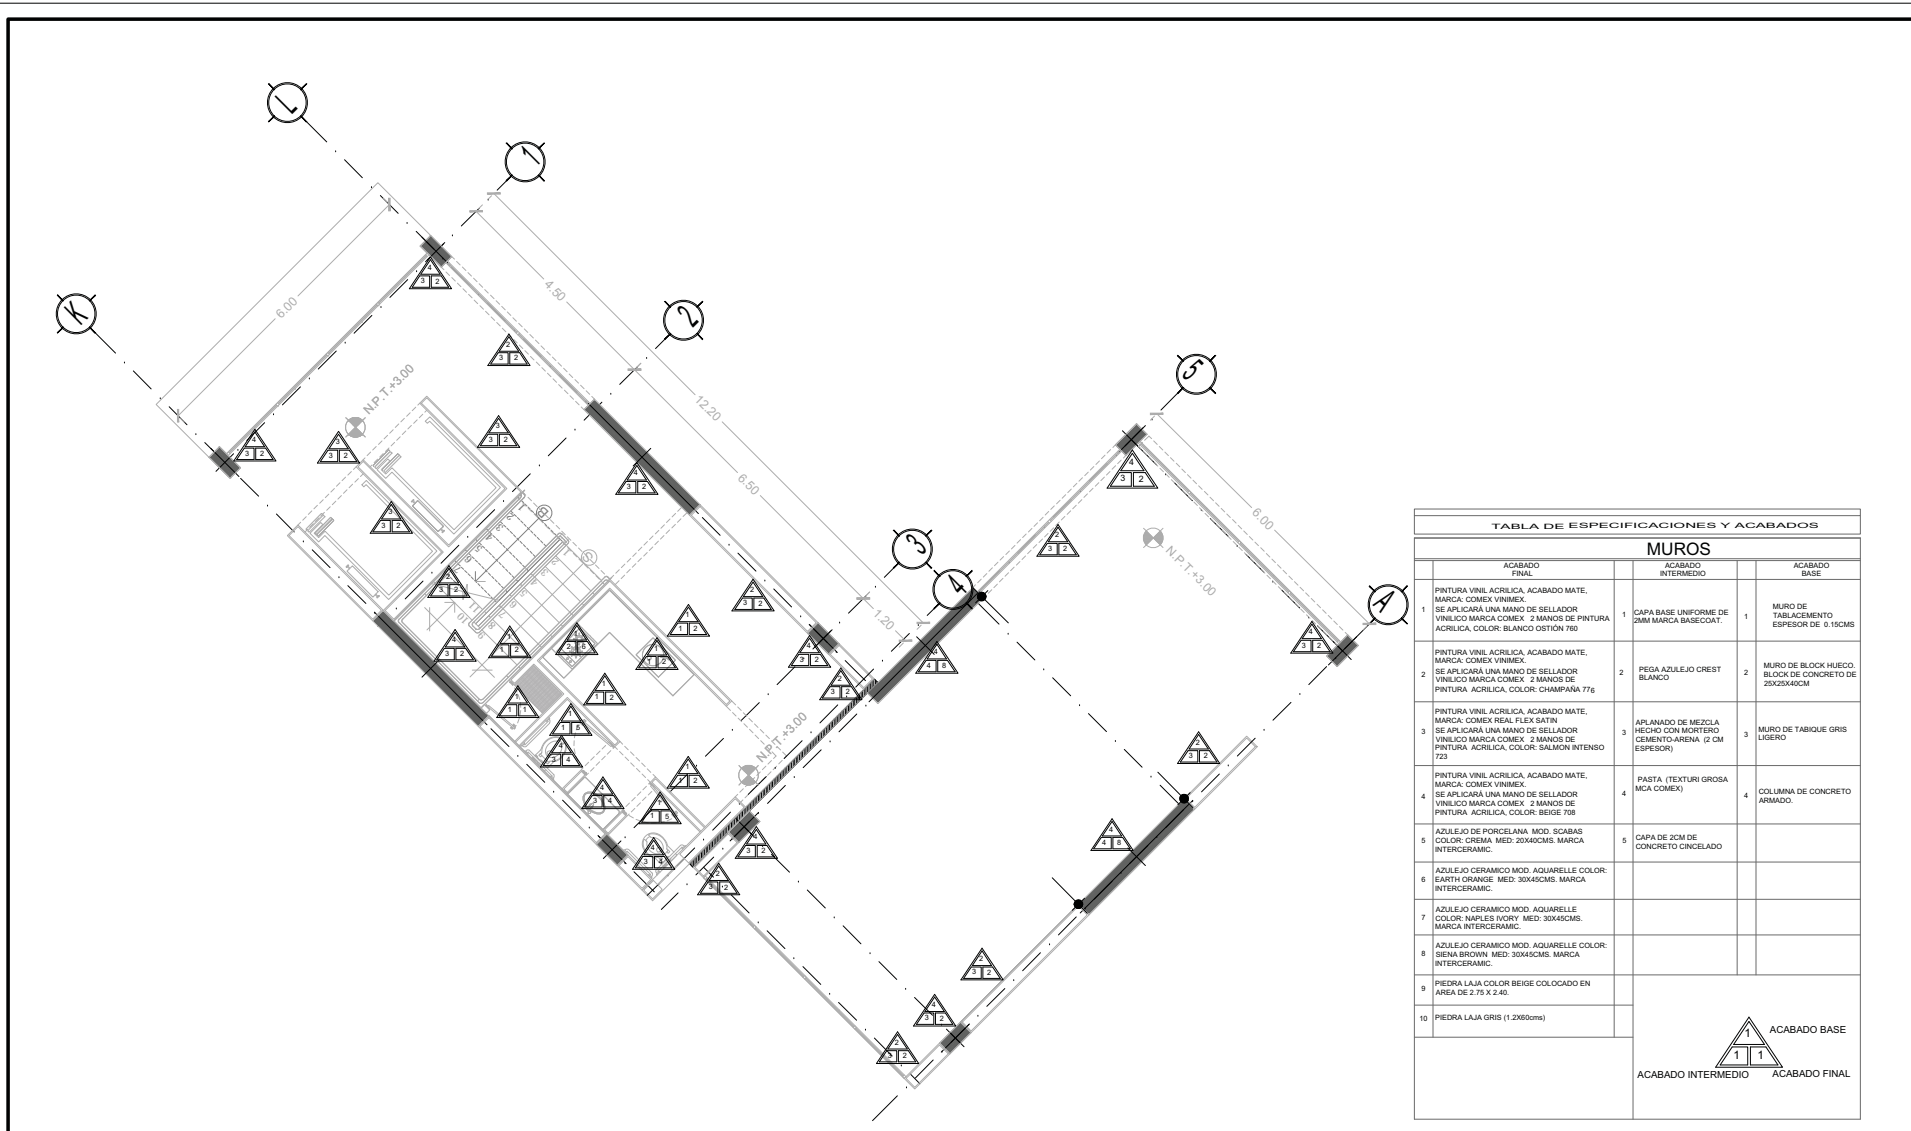 L
1
K
2
5
3
4
A
6.00
4.50
12.20
6.50
1.20
6.00
N.P.T.+3.00
N.P.T.+3.00
N.P.T.+3.00
B
S
TABLA DE ESPECIFICACIONES Y ACABADOS
MUROS
ACABADO
FINAL
ACABADO
INTERMEDIO
ACABADO
BASE
1
PINTURA VINIL ACRILICA, ACABADO MATE,
MARCA: COMEX VINIMEX.
SE APLICARÁ UNA MANO DE SELLADOR
VINILICO MARCA COMEX 2 MANOS DE PINTURA
ACRILICA, COLOR: BLANCO OSTIÓN 760
1
CAPA BASE UNIFORME DE
2MM MARCA BASECOAT.
1
MURO DE
TABLACEMENTO
ESPESOR DE 0.15CMS
2
PINTURA VINIL ACRILICA, ACABADO MATE,
MARCA: COMEX VINIMEX.
SE APLICARÁ UNA MANO DE SELLADOR
VINILICO MARCA COMEX 2 MANOS DE
PINTURA ACRILICA, COLOR: CHAMPAÑA 776
2
PEGA AZULEJO CREST
BLANCO
2
MURO DE BLOCK HUECO.
BLOCK DE CONCRETO DE
25X25X40CM
3
PINTURA VINIL ACRILICA, ACABADO MATE,
MARCA: COMEX REAL FLEX SATIN
SE APLICARÁ UNA MANO DE SELLADOR
VINILICO MARCA COMEX 2 MANOS DE
PINTURA ACRILICA, COLOR: SALMON INTENSO
723
3
APLANADO DE MEZCLA
HECHO CON MORTERO
CEMENTO-ARENA (2 CM
ESPESOR)
3
MURO DE TABIQUE GRIS
LIGERO
4
PINTURA VINIL ACRILICA, ACABADO MATE,
MARCA: COMEX VINIMEX.
SE APLICARÁ UNA MANO DE SELLADOR
VINILICO MARCA COMEX 2 MANOS DE
PINTURA ACRILICA, COLOR: BEIGE 708
4
PASTA (TEXTURI GROSA
MCA COMEX)
4
COLUMNA DE CONCRETO
ARMADO.
5
AZULEJO DE PORCELANA MOD. SCABAS
COLOR: CREMA MED: 20X40CMS. MARCA
INTERCERAMIC.
5
CAPA DE 2CM DE
CONCRETO CINCELADO
6
AZULEJO CERAMICO MOD. AQUARELLE COLOR:
EARTH ORANGE MED: 30X45CMS. MARCA
INTERCERAMIC.
7
AZULEJO CERAMICO MOD. AQUARELLE
COLOR: NAPLES IVORY MED: 30X45CMS.
MARCA INTERCERAMIC.
8
AZULEJO CERAMICO MOD. AQUARELLE COLOR:
SIENA BROWN MED: 30X45CMS. MARCA
INTERCERAMIC.
9
PIEDRA LAJA COLOR BEIGE COLOCADO EN
AREA DE 2.75 X 2.40.
10
PIEDRA LAJA GRIS (1.2X60cms)
1
ACABADO BASE
1 1
ACABADO INTERMEDIO
ACABADO FINAL